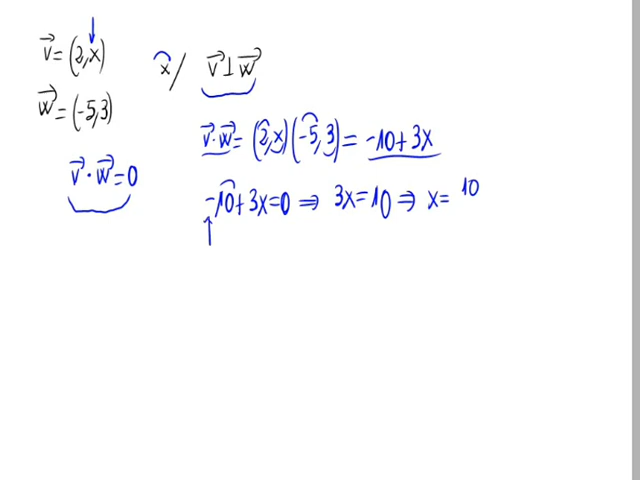 v⃗=(2,x) x/ v⃗⊥w⃗
w⃗=(-5,3)
v⃗·w⃗=(2,x)(-5,3)=-10+3x
v⃗·w⃗=0
-10+3x=0 ⇒ 3x=10 ⇒ x= 10